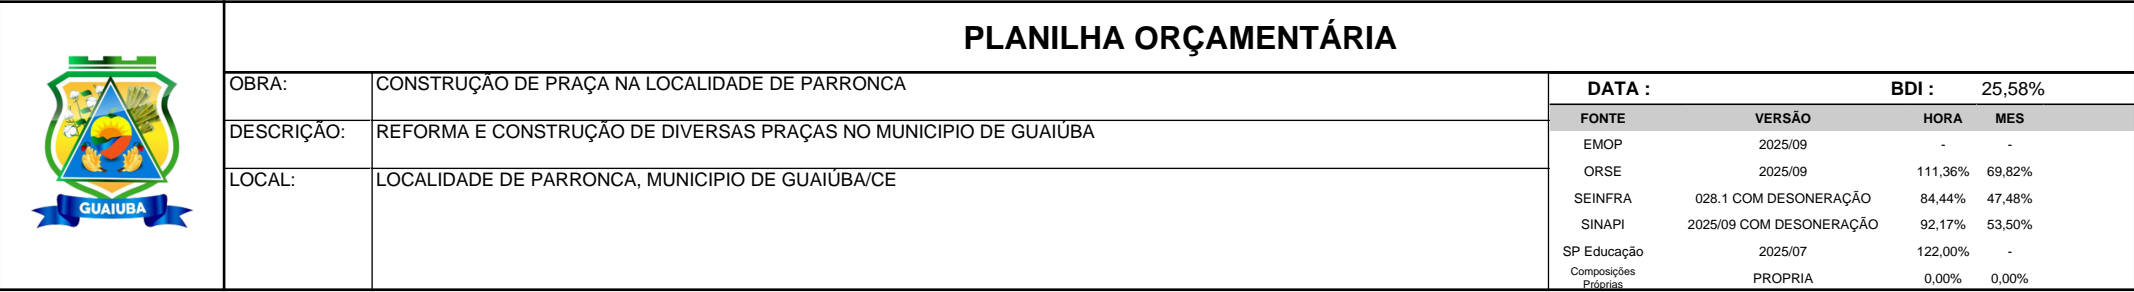 PLANILHA ORÇAMENTÁRIA
GUAIUBA
OBRA: CONSTRUÇÃO DE PRAÇA NA LOCALIDADE DE PARRONCA
DESCRIÇÃO: REFORMA E CONSTRUÇÃO DE DIVERSAS PRAÇAS NO MUNICIPIO DE GUAIÚBA
LOCAL: LOCALIDADE DE PARRONCA, MUNICIPIO DE GUAIÚBA/CE
DATA : BDI : 25,58%
FONTE VERSÃO HORA MES
EMOP 2025/09 - -
ORSE 2025/09 111,36% 69,82%
SEINFRA 028.1 COM DESONERAÇÃO 84,44% 47,48%
SINAPI 2025/09 COM DESONERAÇÃO 92,17% 53,50%
SP Educação 2025/07 122,00% -
Composições
Próprias PROPRIA 0,00% 0,00%